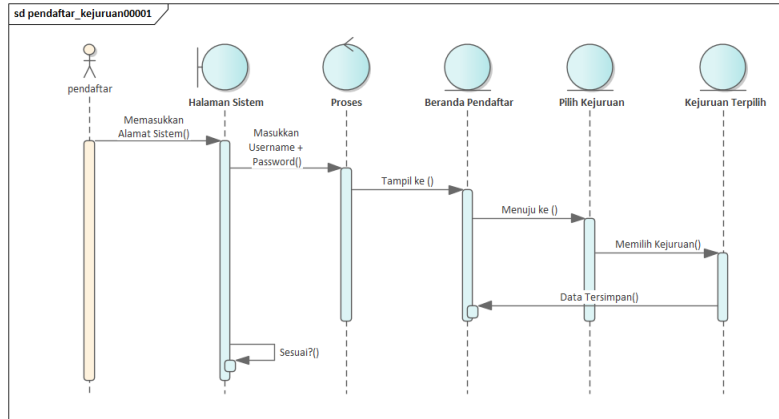 sd pendaftar_kejuruan00001
pendaftar
Halaman Sistem
Proses
Beranda Pendaftar
Pilih Kejuruan
Kejuruan Terpilih
Memasukkan
Alamat Sistem()
Masukkan
Username +
Password()
Tampil ke ()
Menuju ke ()
Memilih Kejuruan()
Data Tersimpan()
Sesuai?()